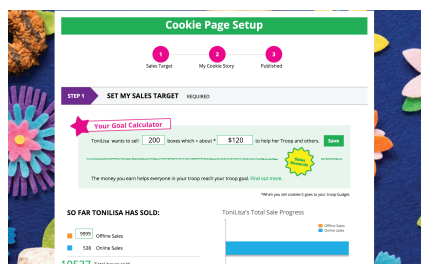 Cookie Page Setup
1
2
3
Sales Target
My Cookie Story
Published
STEP 1
SET MY SALES TARGET
REQUIRED
Your Goal Calculator
ToniLisa wants to sell 200 boxes which = about * $120 to help her Troop and others.
Save
Sales Rewards
The money you earn helps everyone in your troop reach your troop goal. Find out more.
*When you sell cookies it goes to your troop budget.
SO FAR TONILISA HAS SOLD:
ToniLisa's Total Sale Progress
9999 Offline Sales
538 Online Sales
Offline Sales
Online sales
10537